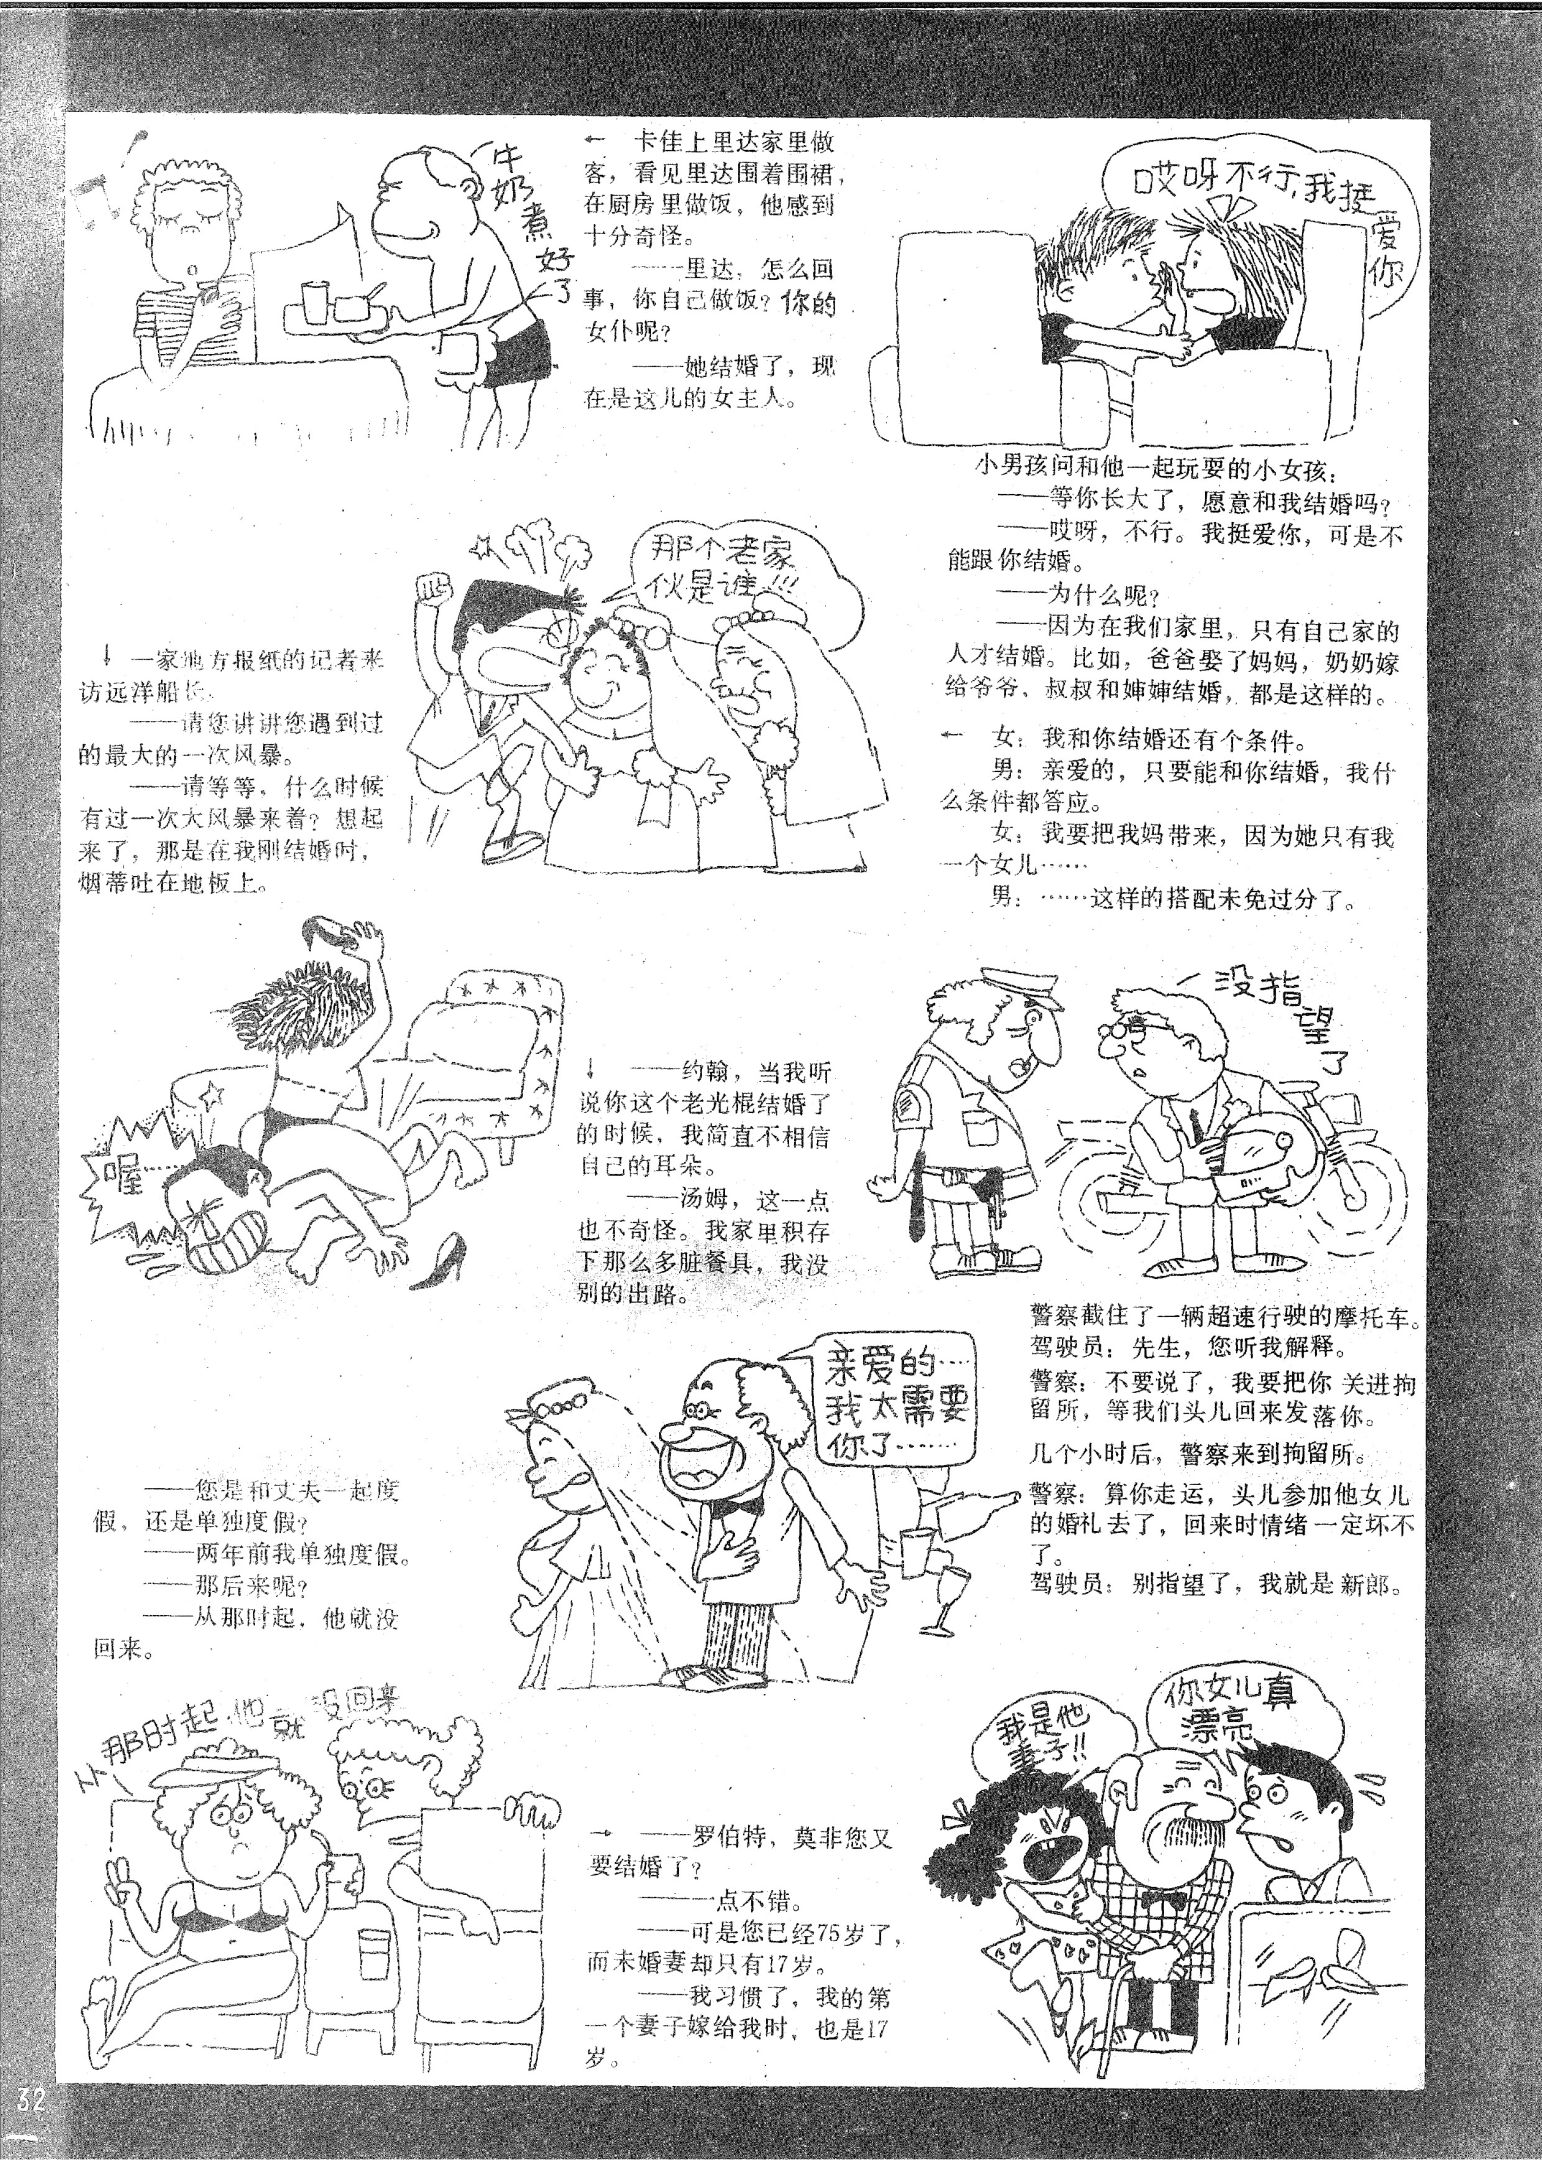 牛奶煮好了
← 卡佳上里达家里做
客，看见里达围着围裙，
在厨房里做饭，他感到
十分奇怪。
——里达，怎么回
事，你自己做饭？你的
女仆呢？
——她结婚了，现
在是这儿的女主人。
哎呀不行，我挺爱你
小男孩问和他一起玩耍的小女孩：
——等你长大了，愿意和我结婚吗？
——哎呀，不行。我挺爱你，可是不
能跟你结婚。
——为什么呢？
——因为在我们家里，只有自己家的
人才结婚。比如，爸爸娶了妈妈，奶奶嫁
给爷爷，叔叔和婶婶结婚，都是这样的。
那个老家
伙是谁!!!
← 女：我和你结婚还有个条件。
男：亲爱的，只要能和你结婚，我什
么条件都答应。
女：我要把我妈带来，因为她只有我
一个女儿……
男：……这样的搭配未免过分了。
↓ 一家地方报纸的记者来
访远洋船长。
——请您讲讲您遇到过
的最大的一次风暴。
——请等等，什么时候
有过一次大风暴来着？想起
来了，那是在我刚结婚时，
烟蒂吐在地板上。
喔……
↓ ——约翰，当我听
说你这个老光棍结婚了
的时候，我简直不相信
自己的耳朵。
——汤姆，这一点
也不奇怪。我家里积存
下那么多脏餐具，我没
别的出路。
没指望了
警察截住了一辆超速行驶的摩托车。
驾驶员：先生，您听我解释。
警察：不要说了，我要把你关进拘
留所，等我们头儿回来发落你。
几个小时后，警察来到拘留所。
警察：算你走运，头儿参加他女儿
的婚礼去了，回来时情绪一定坏不
了。
驾驶员：别指望了，我就是新郎。
亲爱的……
我太需要
你了……
——您是和丈夫一起度
假，还是单独度假？
——两年前我单独度假。
——那后来呢？
——从那时起，他就没
回来。
从那时起，他就没回来
→ ——罗伯特，莫非您又
要结婚了？
——一点不错。
——可是您已经75岁了，
而未婚妻却只有17岁。
——我习惯了，我的第
一个妻子嫁给我时，也是17
岁。
我是他
妻子!!
你女儿真
漂亮
32